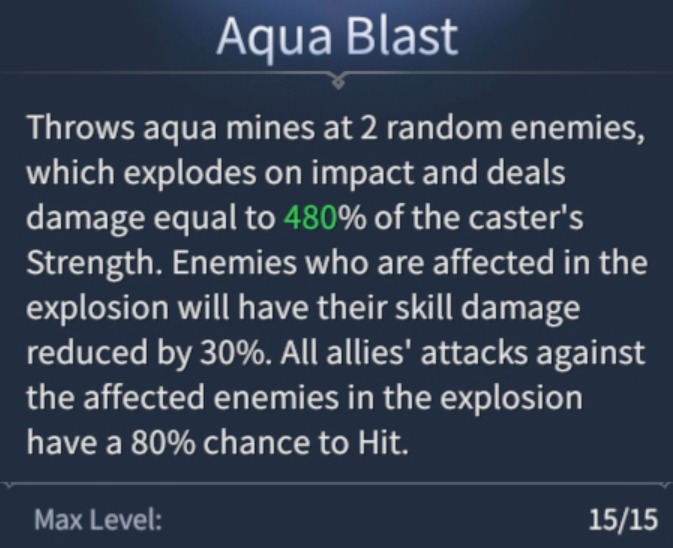 Aqua Blast
Throws aqua mines at 2 random enemies,
which explodes on impact and deals
damage equal to 480% of the caster's
Strength. Enemies who are affected in the
explosion will have their skill damage
reduced by 30%. All allies' attacks against
the affected enemies in the explosion
have a 80% chance to Hit.
Max Level: 15/15